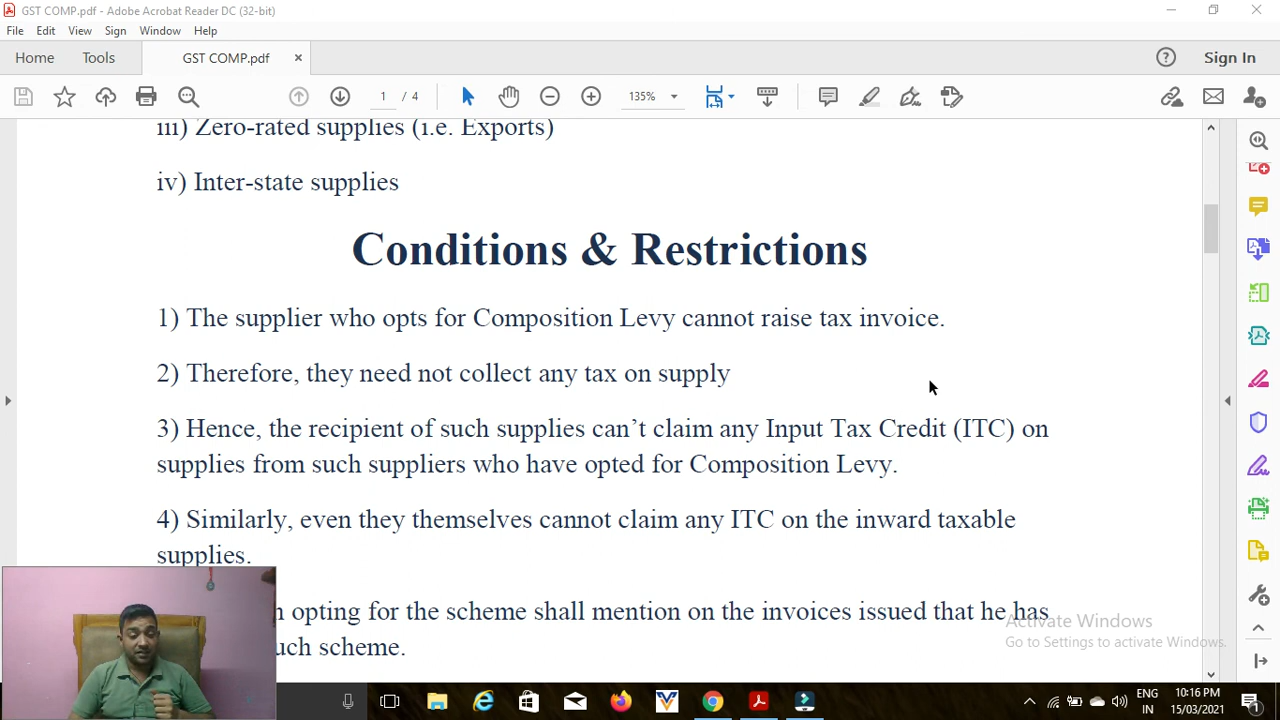 GST COMP.pdf - Adobe Acrobat Reader DC (32-bit)
File Edit View Sign Window Help
Home Tools GST COMP.pdf × Sign In
1 / 4 135%
iii) Zero-rated supplies (i.e. Exports)
iv) Inter-state supplies
Conditions & Restrictions
1) The supplier who opts for Composition Levy cannot raise tax invoice.
2) Therefore, they need not collect any tax on supply
3) Hence, the recipient of such supplies can't claim any Input Tax Credit (ITC) on
supplies from such suppliers who have opted for Composition Levy.
4) Similarly, even they themselves cannot claim any ITC on the inward taxable
supplies.
opting for the scheme shall mention on the invoices issued that he has
such scheme.
Activate Windows
Go to Settings to activate Windows.
ENG
IN
10:16 PM
15/03/2021
1